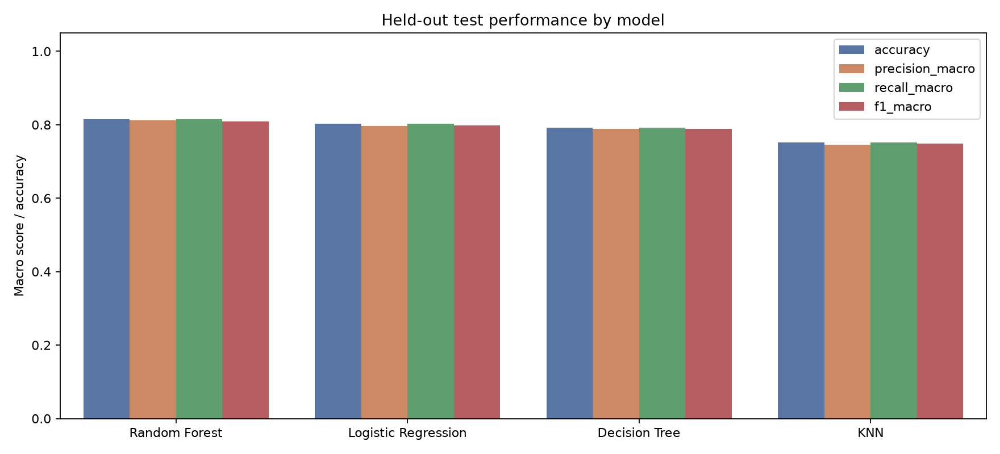 Held-out test performance by model
accuracy
precision_macro
recall_macro
f1_macro
Macro score / accuracy
1.0
0.8
0.6
0.4
0.2
0.0
Random Forest
Logistic Regression
Decision Tree
KNN